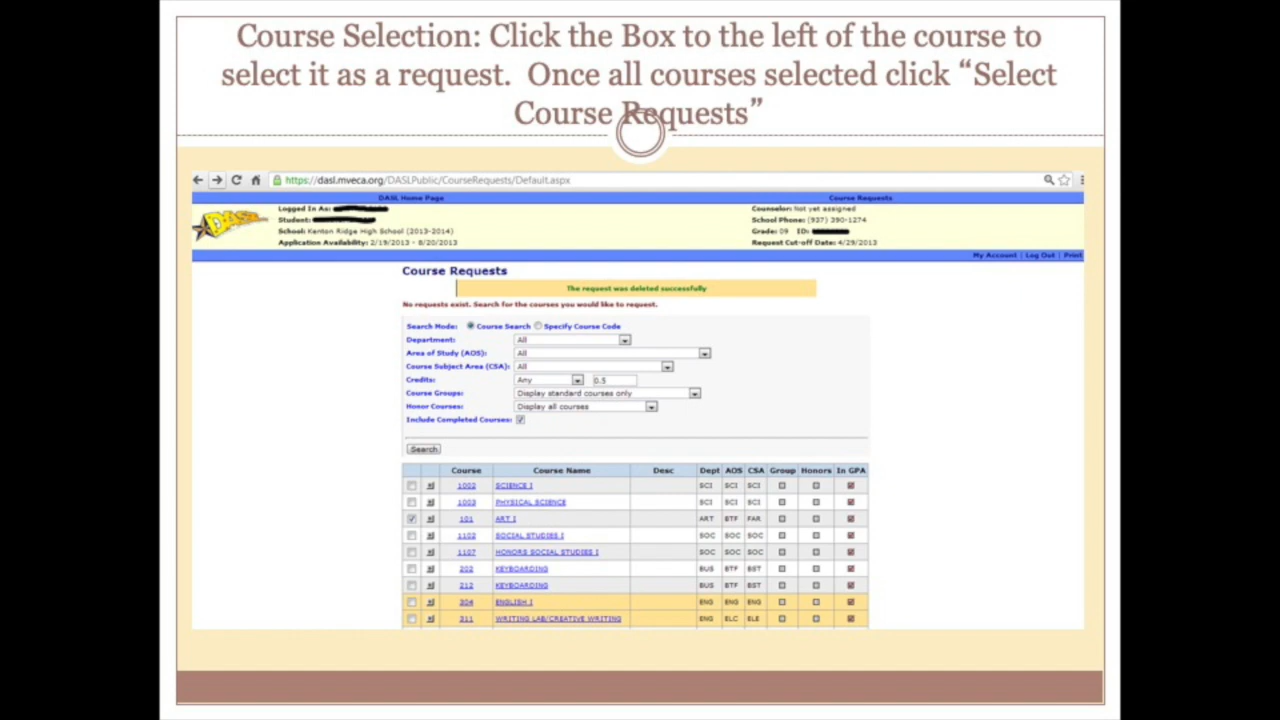 Course Selection: Click the Box to the left of the course to
select it as a request. Once all courses selected click “Select
Course Requests”
https://dasl.mveca.org/DASLPublic/CourseRequests/Default.aspx
DASL Home Page Course Requests
DASL
Logged In As: Counselor: Not yet assigned
Student: School Phone: (937) 390-1274
School: Kenton Ridge High School (2013-2014) Grade: 09 ID:
Application Availability: 2/19/2013 - 8/20/2013 Request Cut-off Date: 4/29/2013
My Account | Log Out | Print
Course Requests
The request was deleted successfully
No requests exist. Search for the courses you would like to request.
Search Mode: Course Search Specify Course Code
Department: All
Area of Study (AOS): All
Course Subject Area (CSA): All
Credits: Any 0.5
Course Groups: Display standard courses only
Honor Courses: Display all courses
Include Completed Courses:
Search
Course Course Name Desc Dept AOS CSA Group Honors In GPA
1002 SCIENCE I SCI SCI SCI
1003 PHYSICAL SCIENCE SCI SCI SCI
101 ART I ART BTF FAR
1102 SOCIAL STUDIES I SOC SOC SOC
1107 HONORS SOCIAL STUDIES I SOC SOC SOC
202 KEYBOARDING BUS BTF BST
212 KEYBOARDING BUS BTF BST
304 ENGLISH I ENG ENG ENG
311 WRITING LAB/CREATIVE WRITING ENG ELC ELE